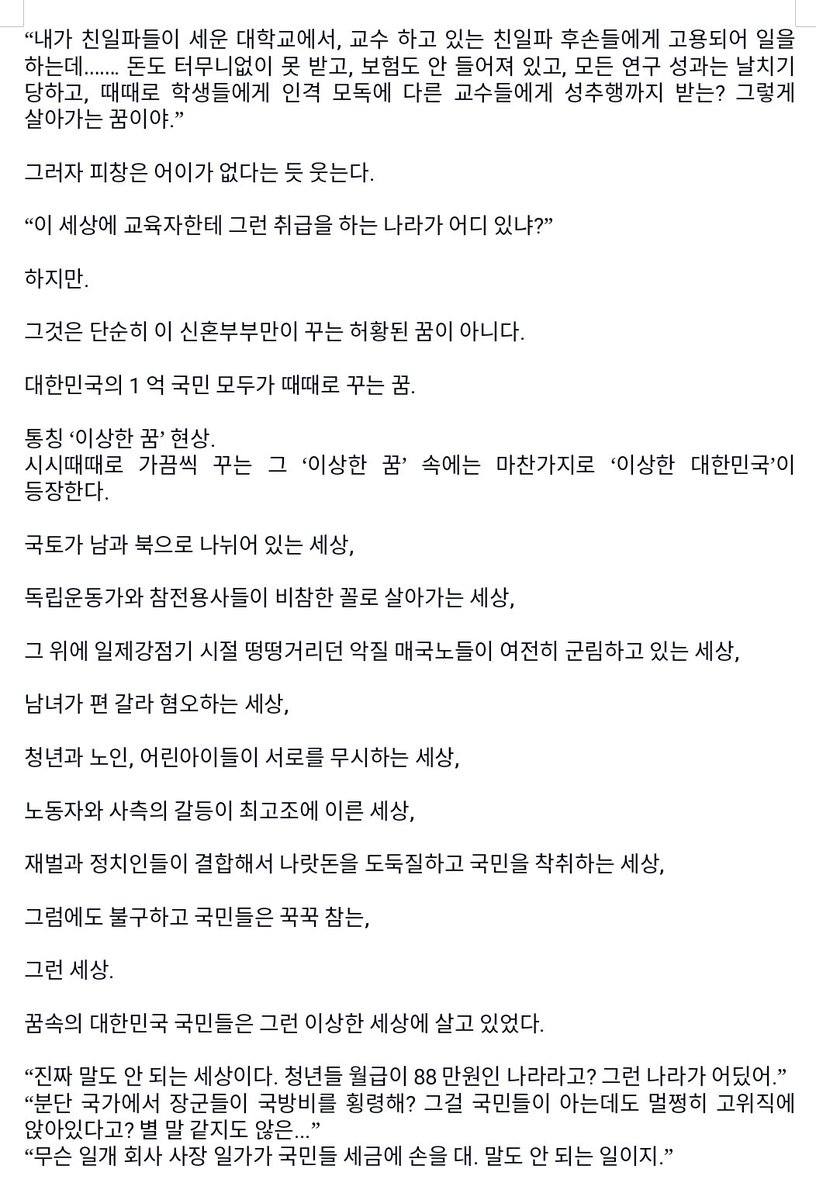 “내가 친일파들이 세운 대학교에서, 교수 하고 있는 친일파 후손들에게 고용되어 일을
하는데....... 돈도 터무니없이 못 받고, 보험도 안 들어져 있고, 모든 연구 성과는 날치기
당하고, 때때로 학생들에게 인격 모독에 다른 교수들에게 성추행까지 받는? 그렇게
살아가는 꿈이야.”
그러자 피창은 어이가 없다는 듯 웃는다.
“이 세상에 교육자한테 그런 취급을 하는 나라가 어디 있냐?”
하지만.
그것은 단순히 이 신혼부부만이 꾸는 허황된 꿈이 아니다.
대한민국의 1 억 국민 모두가 때때로 꾸는 꿈.
통칭 ‘이상한 꿈’ 현상.
시시때때로 가끔씩 꾸는 그 ‘이상한 꿈’ 속에는 마찬가지로 ‘이상한 대한민국’이
등장한다.
국토가 남과 북으로 나뉘어 있는 세상,
독립운동가와 참전용사들이 비참한 꼴로 살아가는 세상,
그 위에 일제강점기 시절 떵떵거리던 악질 매국노들이 여전히 군림하고 있는 세상,
남녀가 편 갈라 혐오하는 세상,
청년과 노인, 어린아이들이 서로를 무시하는 세상,
노동자와 사측의 갈등이 최고조에 이른 세상,
재벌과 정치인들이 결합해서 나랏돈을 도둑질하고 국민을 착취하는 세상,
그럼에도 불구하고 국민들은 꾹꾹 참는,
그런 세상.
꿈속의 대한민국 국민들은 그런 이상한 세상에 살고 있었다.
“진짜 말도 안 되는 세상이다. 청년들 월급이 88 만원인 나라라고? 그런 나라가 어딨어.”
“분단 국가에서 장군들이 국방비를 횡령해? 그걸 국민들이 아는데도 멀쩡히 고위직에
앉아있다고? 별 말 같지도 않은...”
“무슨 일개 회사 사장 일가가 국민들 세금에 손을 대. 말도 안 되는 일이지.”